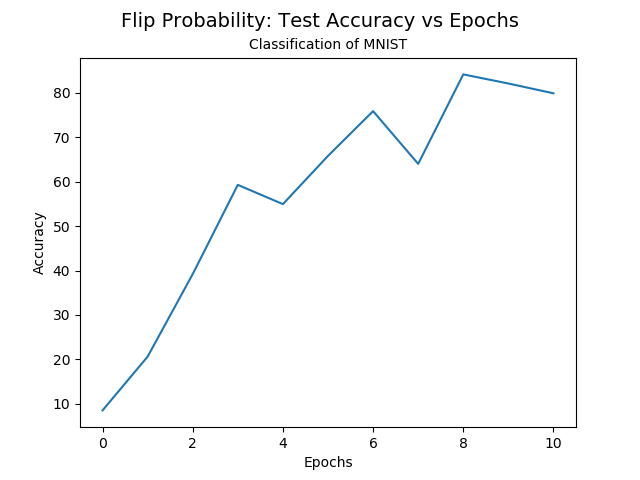 Flip Probability: Test Accuracy vs Epochs
Classification of MNIST
80
70
60
50
40
30
20
10
Accuracy
0 2 4 6 8 10
Epochs